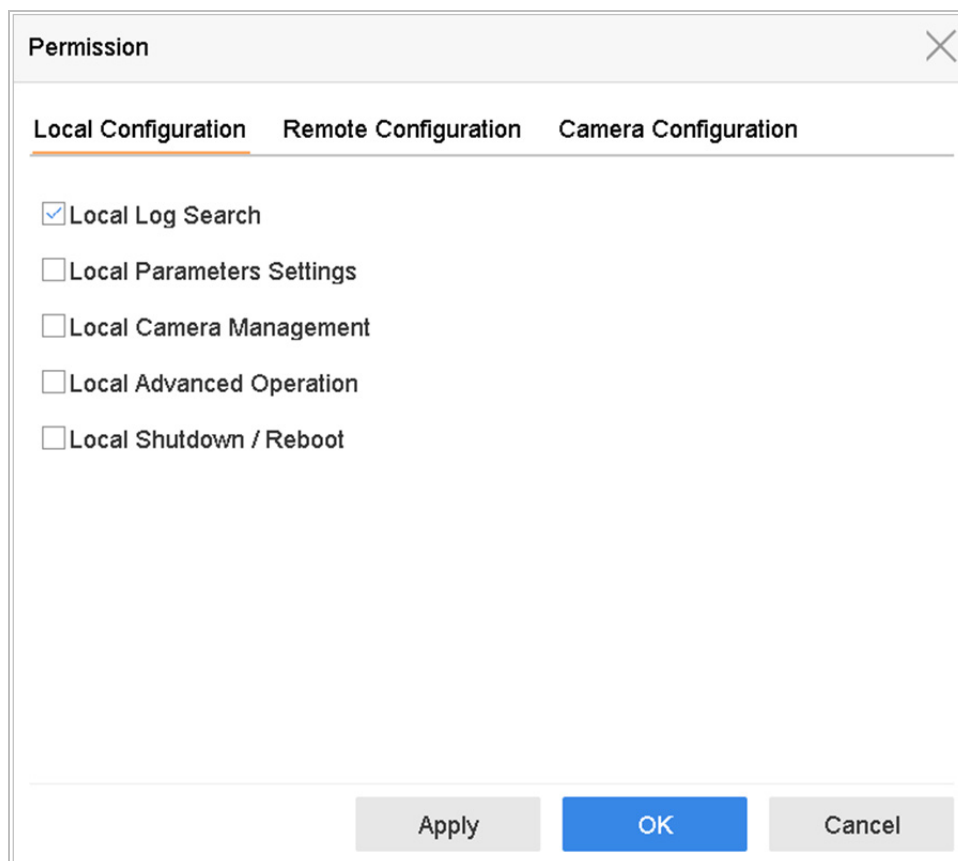 Permission
Local Configuration Remote Configuration Camera Configuration
Local Log Search
Local Parameters Settings
Local Camera Management
Local Advanced Operation
Local Shutdown / Reboot
Apply OK Cancel